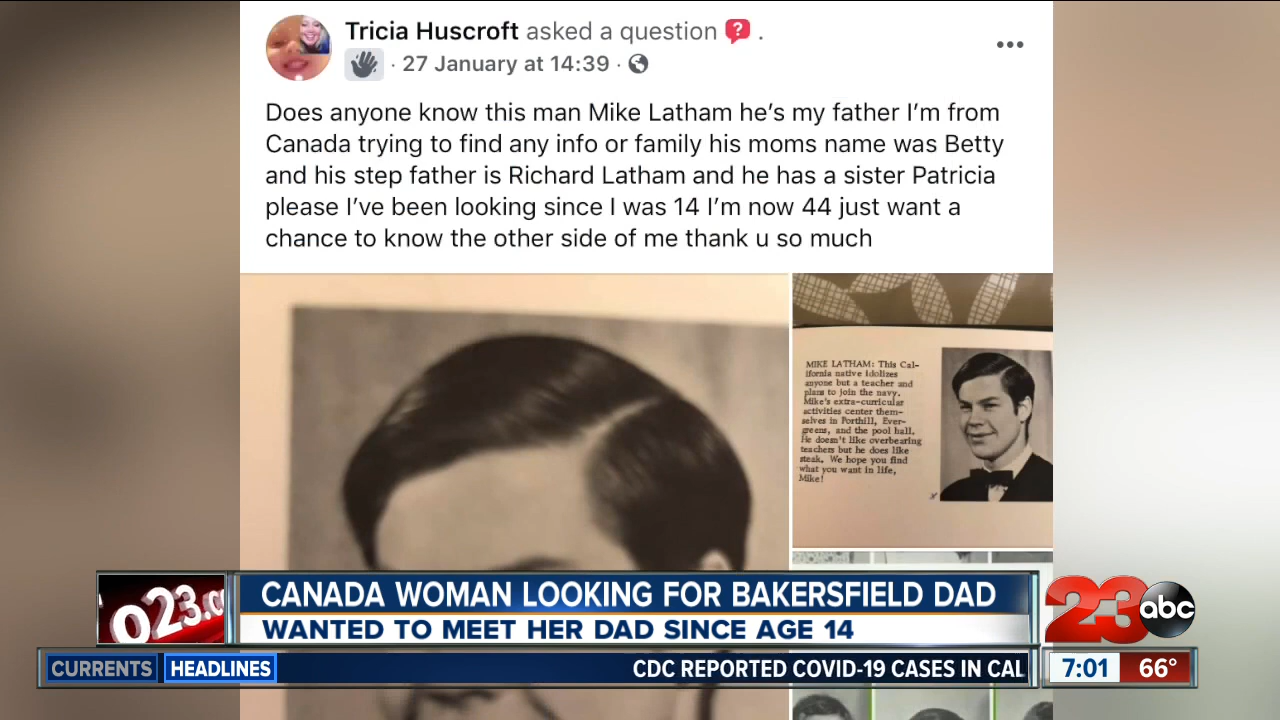 Tricia Huscroft asked a question ? .
· 27 January at 14:39 ·
Does anyone know this man Mike Latham he's my father I'm from
Canada trying to find any info or family his moms name was Betty
and his step father is Richard Latham and he has a sister Patricia
please I've been looking since I was 14 I'm now 44 just want a
chance to know the other side of me thank u so much
MIKE LATHAM: This Cal-
ifornia native idolizes
anyone but a teacher and
plans to join the navy.
Mike's extra-curricular
activities center them-
selves in Porthill, Ever-
greens, and the pool hall.
He doesn't like overbearing
teachers but he does like
steak. We hope you find
what you want in life,
Mike!
o23.c
CANADA WOMAN LOOKING FOR BAKERSFIELD DAD
WANTED TO MEET HER DAD SINCE AGE 14
23 abc
CURRENTS HEADLINES CDC REPORTED COVID-19 CASES IN CAL
7:01 66°